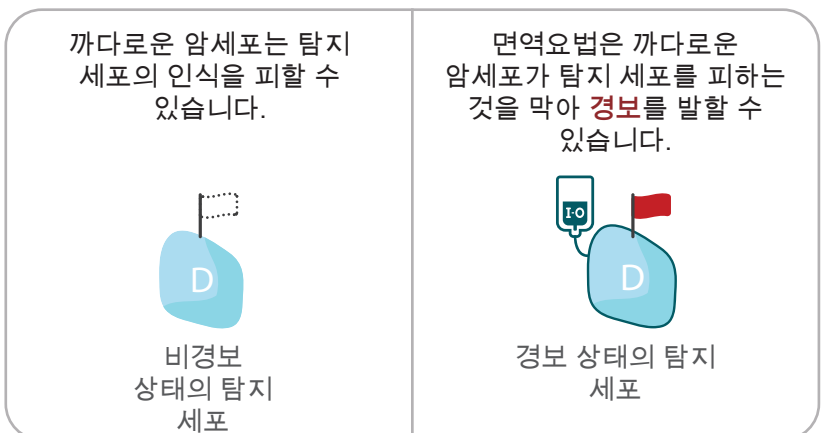 까다로운 암세포는 탐지
세포의 인식을 피할 수
있습니다.
D
비경보
상태의 탐지
세포
면역요법은 까다로운
암세포가 탐지 세포를 피하는
것을 막아 경보를 발할 수
있습니다.
I-O
D
경보 상태의 탐지
세포